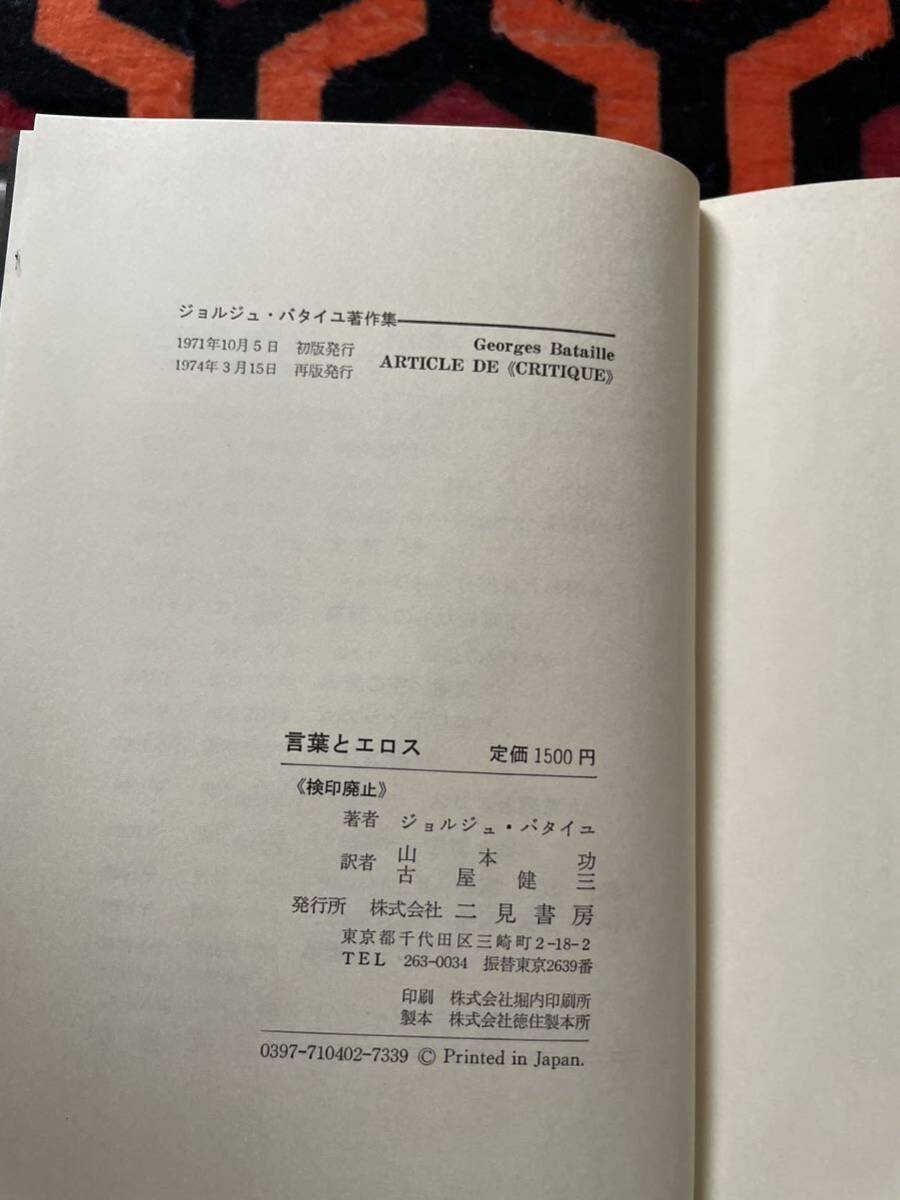 ジョルジュ・バタイユ著作集
1971年10月5日　初版発行
1974年3月15日　再版発行
Georges Bataille
ARTICLE DE 《CRITIQUE》
言葉とエロス　定価1500円
《検印廃止》
著者　ジョルジュ・バタイユ
訳者　山本功
古屋健三
発行所　株式会社二見書房
東京都千代田区三崎町2-18-2
TEL　263-0034　振替東京2639番
印刷　株式会社堀内印刷所
製本　株式会社徳住製本所
0397-710402-7339 © Printed in Japan.